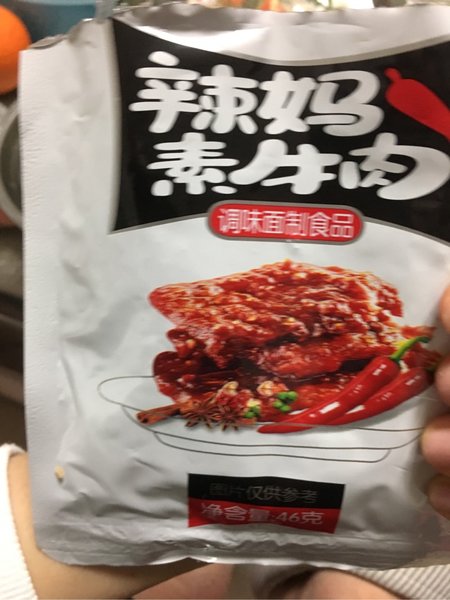 辣妈
素牛肉
调味面制食品
图片仅供参考
净含量:46克